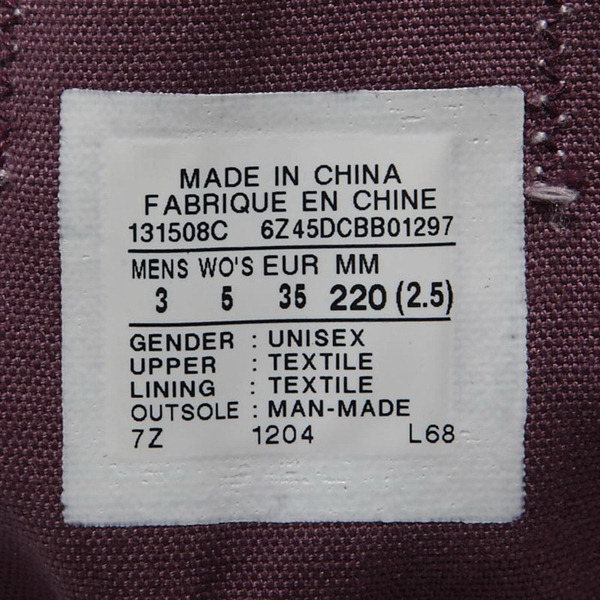 MADE IN CHINA
FABRIQUE EN CHINE
131508C 6Z45DCBB01297
MENS WO'S EUR MM
3 5 35 220 (2.5)
GENDER : UNISEX
UPPER : TEXTILE
LINING : TEXTILE
OUTSOLE : MAN-MADE
7Z 1204 L68